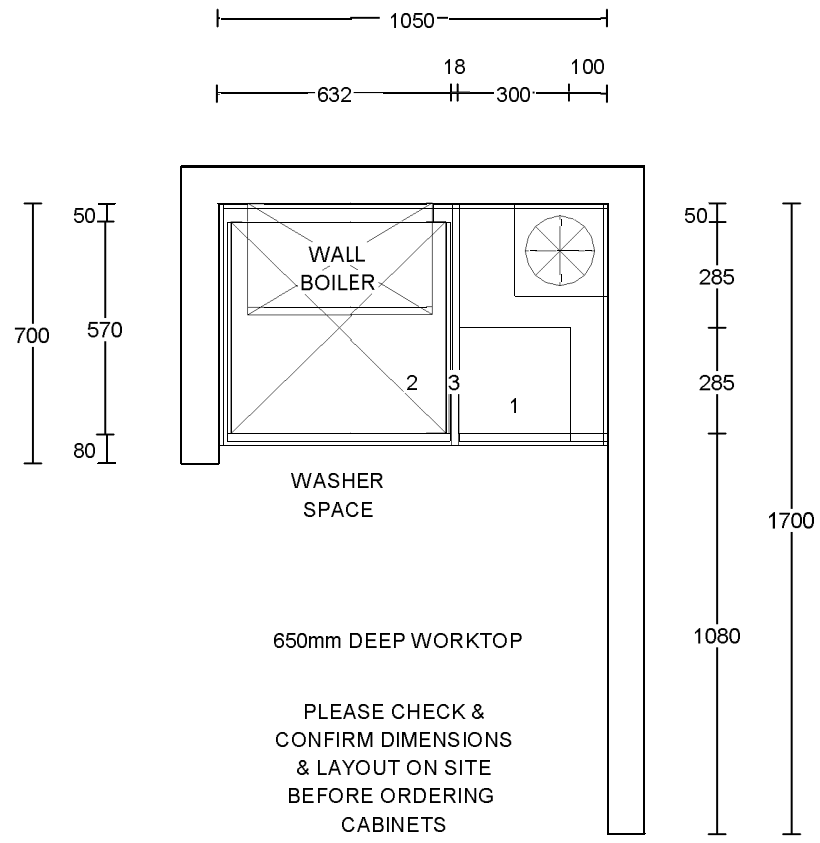 1050
18
100
632
300
50
50
WALL
BOILER
285
700
570
2
3
285
1
80
WASHER
SPACE
1700
650mm DEEP WORKTOP
1080
PLEASE CHECK &
CONFIRM DIMENSIONS
& LAYOUT ON SITE
BEFORE ORDERING
CABINETS